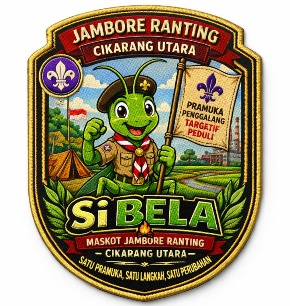 JAMBORE RANTING
CIKARANG UTARA
PRAMUKA
PENGGALANG
TARGATIF
PEDULI
Si BELA
MASKOT JAMBORE RANTING
– CIKARANG UTARA –
SATU PRAMUKA, SATU LANGKAH, SATU PERUBAHAN